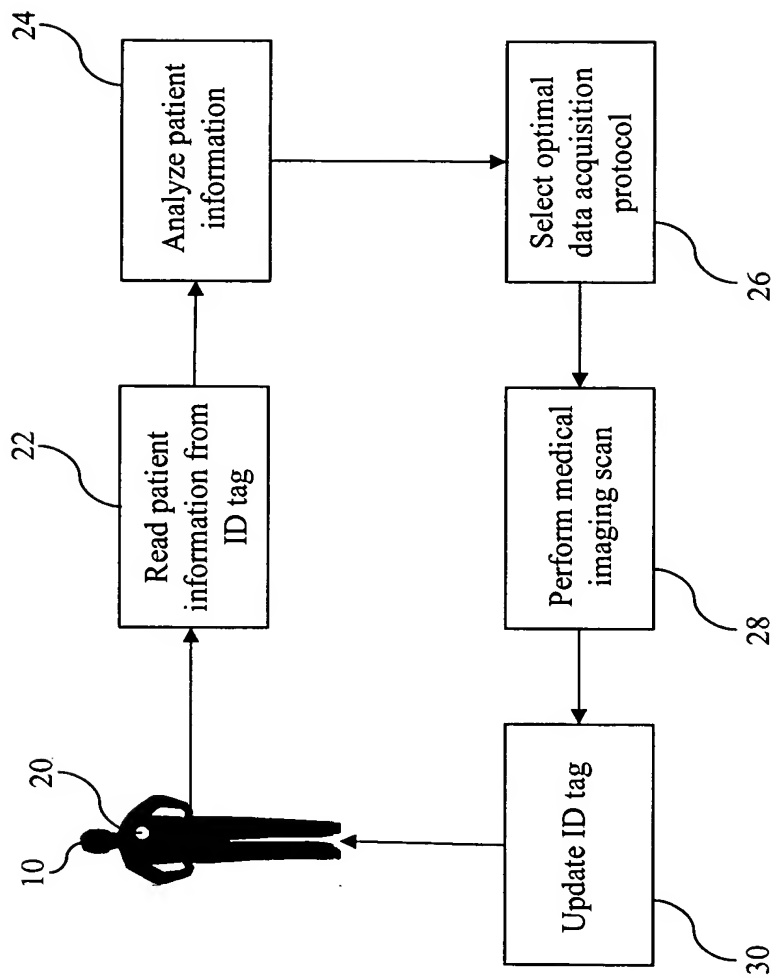 10
20
22
Read patient
information from
ID tag
24
Analyze patient
information
Select optimal
data acquisition
protocol
26
Perform medical
imaging scan
28
Update ID tag
30